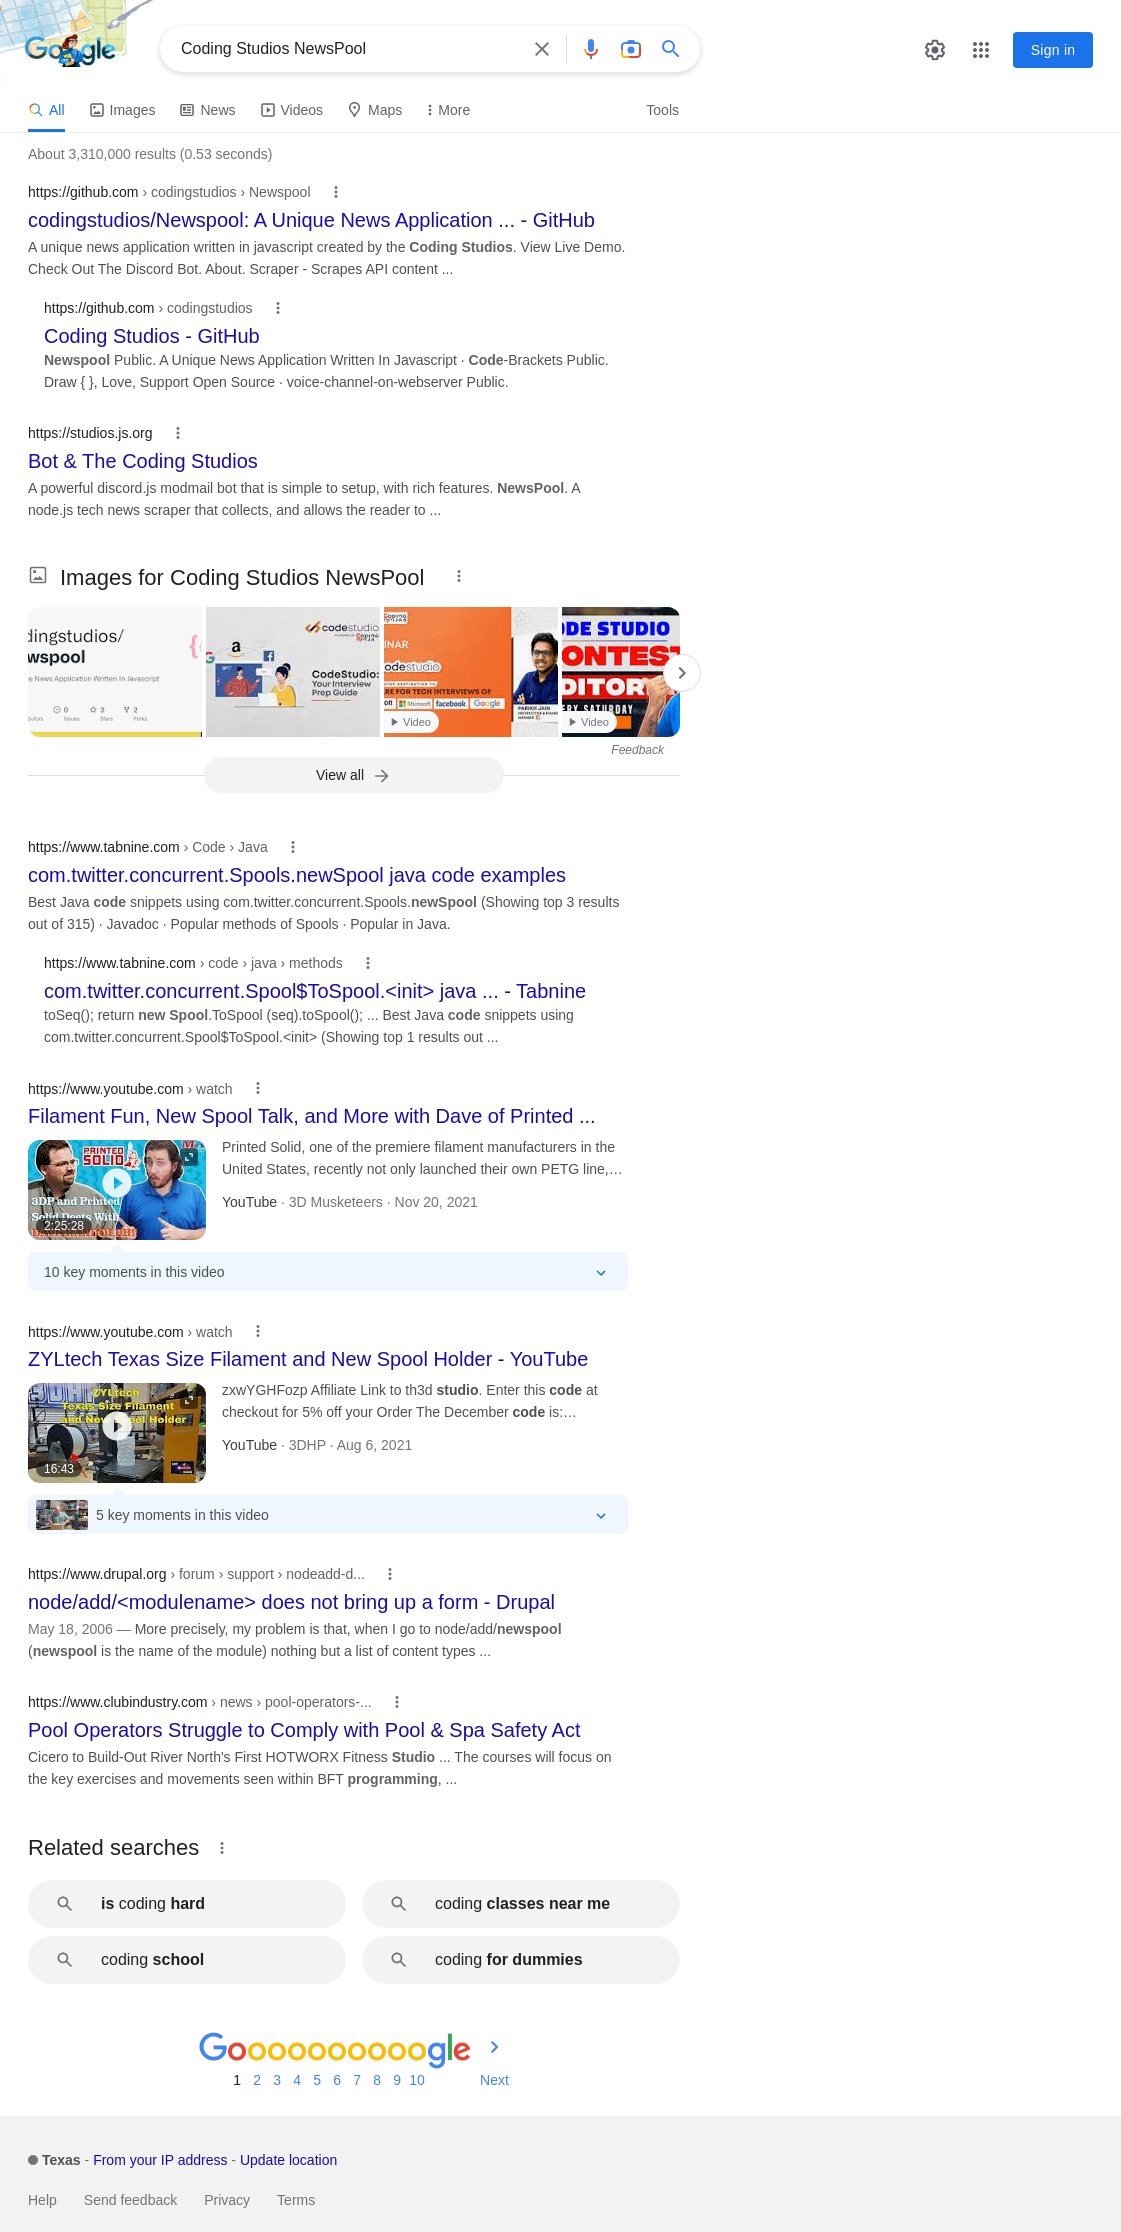 Google
Coding Studios NewsPool
Sign in
All
Images
News
Videos
Maps
More
Tools
About 3,310,000 results (0.53 seconds)
https://github.com › codingstudios › Newspool
codingstudios/Newspool: A Unique News Application ... - GitHub
A unique news application written in javascript created by the Coding Studios. View Live Demo.
Check Out The Discord Bot. About. Scraper - Scrapes API content ...
https://github.com › codingstudios
Coding Studios - GitHub
Newspool Public. A Unique News Application Written In Javascript · Code-Brackets Public.
Draw { }, Love, Support Open Source · voice-channel-on-webserver Public.
https://studios.js.org
Bot & The Coding Studios
A powerful discord.js modmail bot that is simple to setup, with rich features. NewsPool. A
node.js tech news scraper that collects, and allows the reader to ...
Images for Coding Studios NewsPool
dingstudios/
wspool
e News Application Written In Javascript
0 3 2
Issues Stars Forks
codestudio
CodeStudio:
Your Interview
Prep Guide
INAR
codestudio
RE FOR TECH INTERVIEWS OF
on Microsoft facebook Google
PARIKH JAIN
Video
ODE STUDIO
CONTEST
DITOR
ERY SATURDAY
Video
Feedback
View all
https://www.tabnine.com › Code › Java
com.twitter.concurrent.Spools.newSpool java code examples
Best Java code snippets using com.twitter.concurrent.Spools.newSpool (Showing top 3 results
out of 315) · Javadoc · Popular methods of Spools · Popular in Java.
https://www.tabnine.com › code › java › methods
com.twitter.concurrent.Spool$ToSpool.<init> java ... - Tabnine
toSeq(); return new Spool.ToSpool (seq).toSpool(); ... Best Java code snippets using
com.twitter.concurrent.Spool$ToSpool.<init> (Showing top 1 results out ...
https://www.youtube.com › watch
Filament Fun, New Spool Talk, and More with Dave of Printed ...
PRINTED
SOLID
3DP and Printed
Solid Deets With
2:25:28
Printed Solid, one of the premiere filament manufacturers in the
United States, recently not only launched their own PETG line,…
YouTube · 3D Musketeers · Nov 20, 2021
10 key moments in this video
https://www.youtube.com › watch
ZYLtech Texas Size Filament and New Spool Holder - YouTube
ZYLtech
Texas Size Filament
and New Spool Holder
16:43
zxwYGHFozp Affiliate Link to th3d studio. Enter this code at
checkout for 5% off your Order The December code is:…
YouTube · 3DHP · Aug 6, 2021
5 key moments in this video
https://www.drupal.org › forum › support › nodeadd-d...
node/add/<modulename> does not bring up a form - Drupal
May 18, 2006 — More precisely, my problem is that, when I go to node/add/newspool
(newspool is the name of the module) nothing but a list of content types ...
https://www.clubindustry.com › news › pool-operators-...
Pool Operators Struggle to Comply with Pool & Spa Safety Act
Cicero to Build-Out River North's First HOTWORX Fitness Studio ... The courses will focus on
the key exercises and movements seen within BFT programming, ...
Related searches
is coding hard
coding classes near me
coding school
coding for dummies
Goooooooooogle
1 2 3 4 5 6 7 8 9 10 Next
Texas - From your IP address - Update location
Help Send feedback Privacy Terms